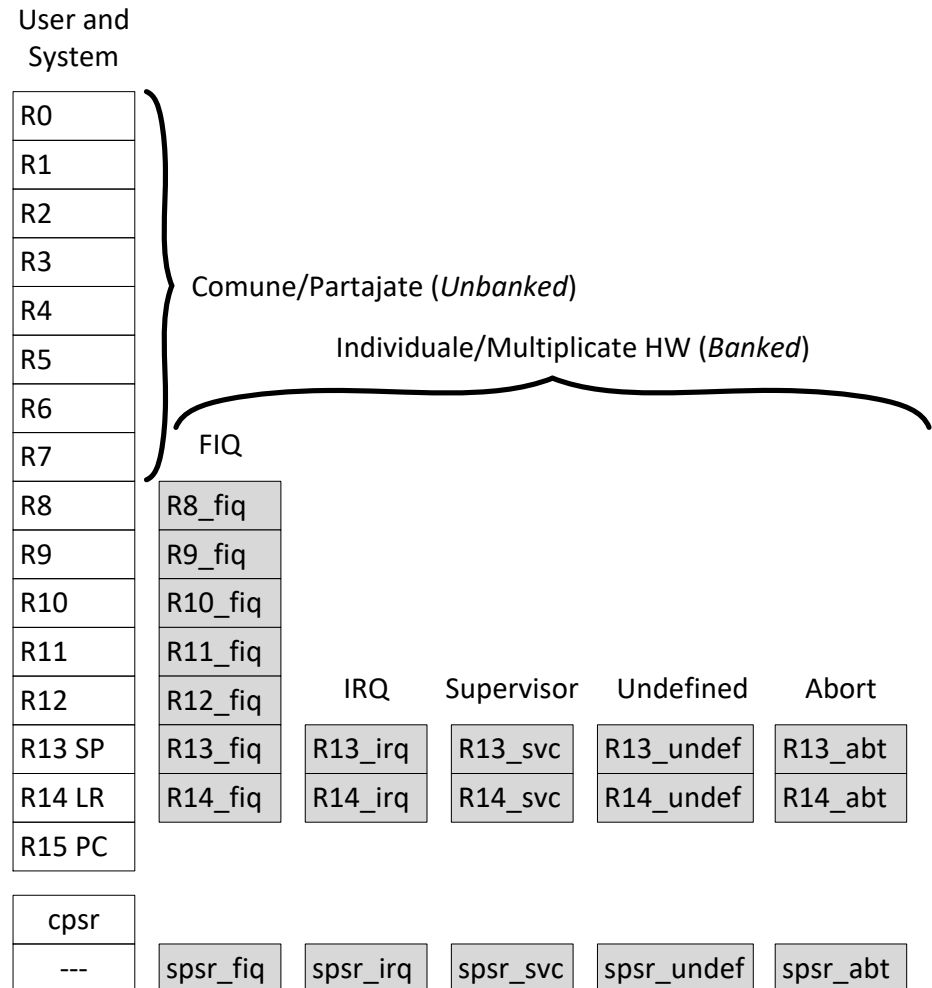 User and
System
R0
R1
R2
R3
Comune/Partajate (Unbanked)
R4
Individuale/Multiplicate HW (Banked)
R5
R6
R7
FIQ
R8 R8_fiq
R9 R9_fiq
R10 R10_fiq
R11 R11_fiq
IRQ Supervisor Undefined Abort
R12 R12_fiq
R13 SP R13_fiq R13_irq R13_svc R13_undef R13_abt
R14 LR R14_fiq R14_irq R14_svc R14_undef R14_abt
R15 PC
cpsr
--- spsr_fiq spsr_irq spsr_svc spsr_undef spsr_abt